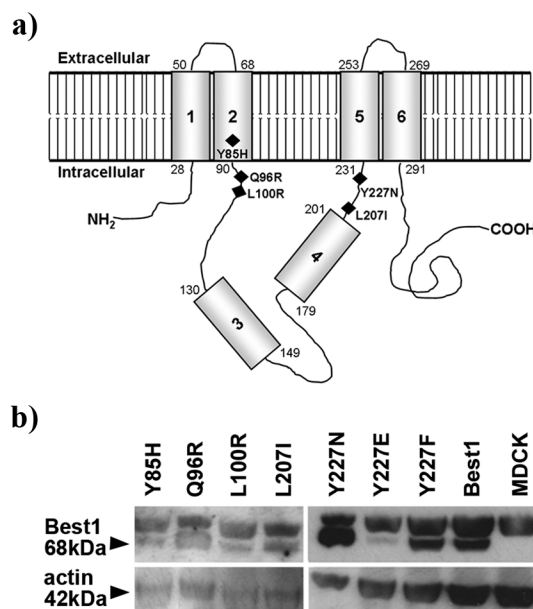 a)
Extracellular
50 68 253 269
1 2 5 6
Y85H
Intracellular
28 90 231 291
Q96R
Y227N
L100R
NH2
L207I
201
COOH
4
130
179
3
149
b)
Y85H Q96R L100R L207I Y227N Y227E Y227F Best1 MDCK
Best1
68kDa
actin
42kDa